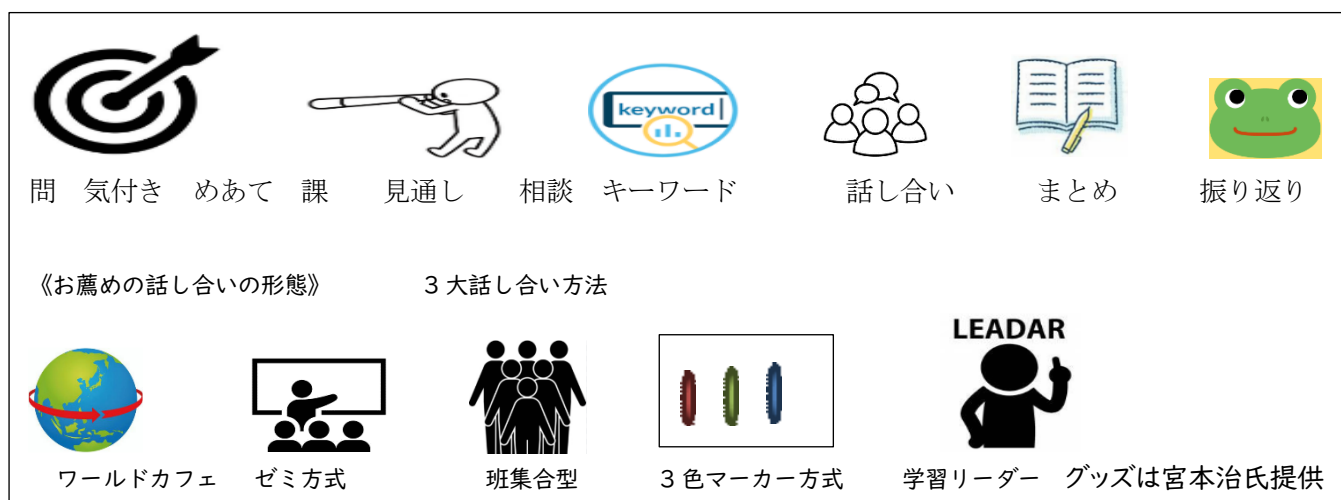 keyword
問 気付き めあて 課 見通し 相談 キーワード 話し合い まとめ 振り返り
《お薦めの話し合いの形態》 3大話し合い方法
LEADAR
ワールドカフェ ゼミ方式 班集合型 3色マーカー方式 学習リーダー グッズは宮本治氏提供